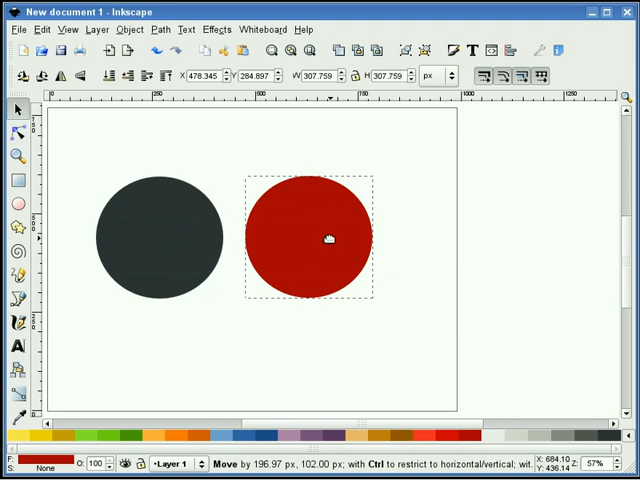 New document 1 - Inkscape
File Edit View Layer Object Path Text Effects Whiteboard Help
X 478.345 Y 284.897 W 307.759 H 307.759 px
0 250 500 750 1000 1250
F: S: None O: 100 Layer 1 Move by 196.97 px, 102.00 px; with Ctrl to restrict to horizontal/vertical; wit. X: 684.10 Y: 436.14 Z: 57%